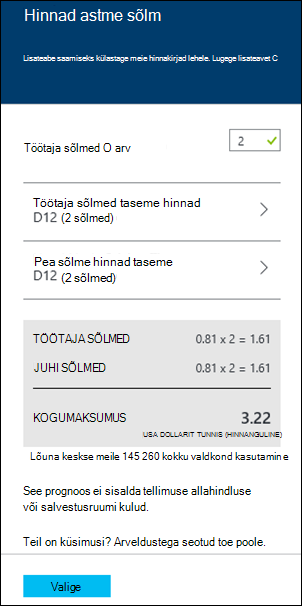 Hinnad astme sõlm
Lisateabe saamiseks külastage meie hinnakirjad lehele. Lugege lisateavet C
Töötaja sõlmed O arv
2
Töötaja sõlmed taseme hinnad
D12 (2 sõlmed)
Pea sõlme hinnad taseme
D12 (2 sõlmed)
TÖÖTAJA SÕLMED 0.81 x 2 = 1.61
JUHI SÕLMED 0.81 x 2 = 1.61
KOGUMAKSUMUS 3.22
USA DOLLARIT TUNNIS (HINNANGULINE)
Lõuna keskse meile 145 260 kokku valdkond kasutamine
See prognoos ei sisalda tellimuse allahindluse
või salvestusruumi kulud.
Teil on küsimusi? Arveldustega seotud toe poole.
Valige